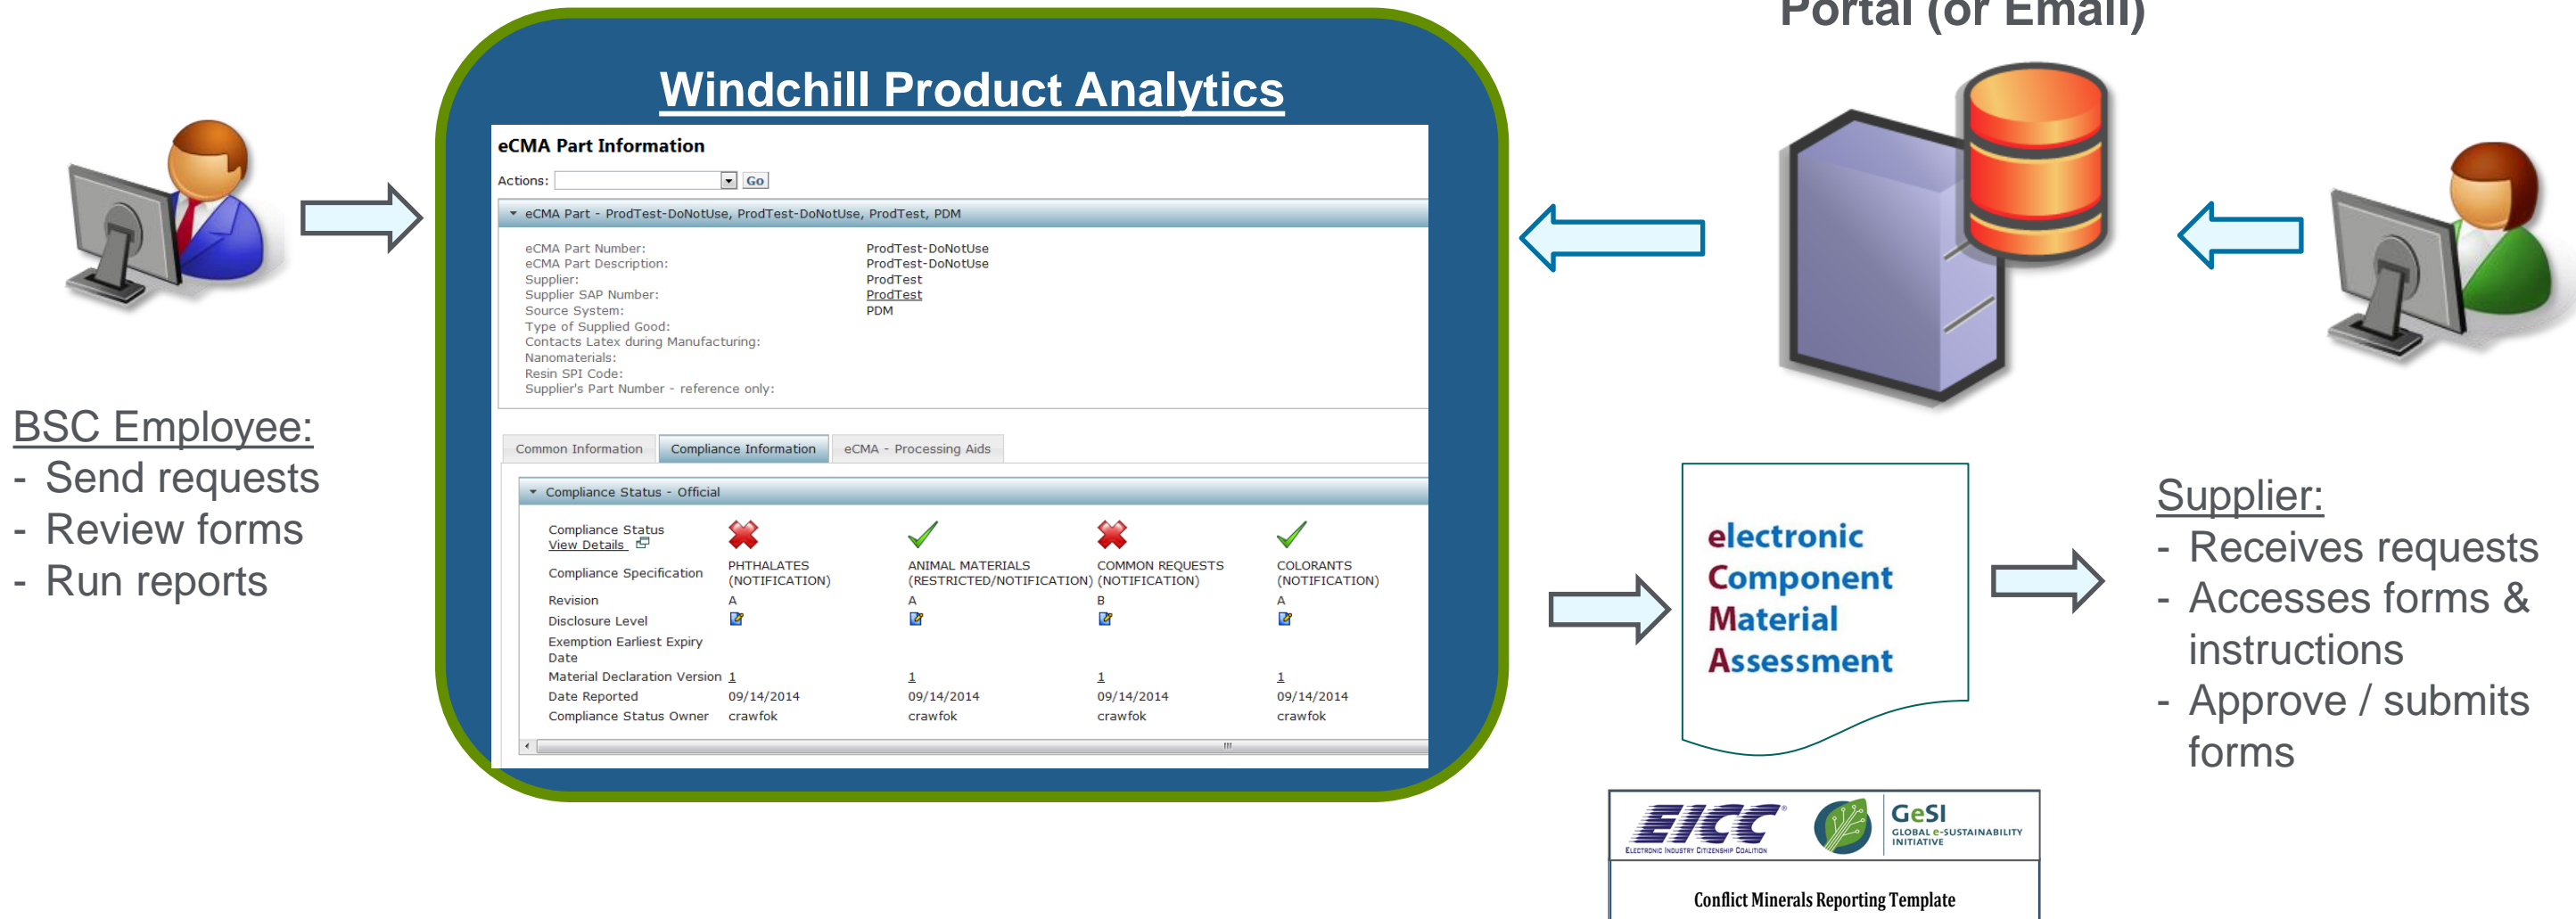 Portal (or Email)
Windchill Product Analytics
eCMA Part Information
Actions: Go
eCMA Part - ProdTest-DoNotUse, ProdTest-DoNotUse, ProdTest, PDM
eCMA Part Number: ProdTest-DoNotUse
eCMA Part Description: ProdTest-DoNotUse
Supplier: ProdTest
Supplier SAP Number: ProdTest
Source System: PDM
Type of Supplied Good:
Contacts Latex during Manufacturing:
Nanomaterials:
Resin SPI Code:
Supplier's Part Number - reference only:
Common Information Compliance Information eCMA - Processing Aids
Compliance Status - Official
Compliance Status
View Details
Compliance Specification PHTHALATES ANIMAL MATERIALS COMMON REQUESTS COLORANTS
(NOTIFICATION) (RESTRICTED/NOTIFICATION) (NOTIFICATION) (NOTIFICATION)
Revision A A B A
Disclosure Level
Exemption Earliest Expiry
Date
Material Declaration Version 1 1 1 1
Date Reported 09/14/2014 09/14/2014 09/14/2014 09/14/2014
Compliance Status Owner crawfok crawfok crawfok crawfok
BSC Employee:
- Send requests
- Review forms
- Run reports
electronic
Component
Material
Assessment
Supplier:
- Receives requests
- Accesses forms &
instructions
- Approve / submits
forms
EICC®
ELECTRONIC INDUSTRY CITIZENSHIP COALITION
GeSI
GLOBAL e-SUSTAINABILITY
INITIATIVE
Conflict Minerals Reporting Template